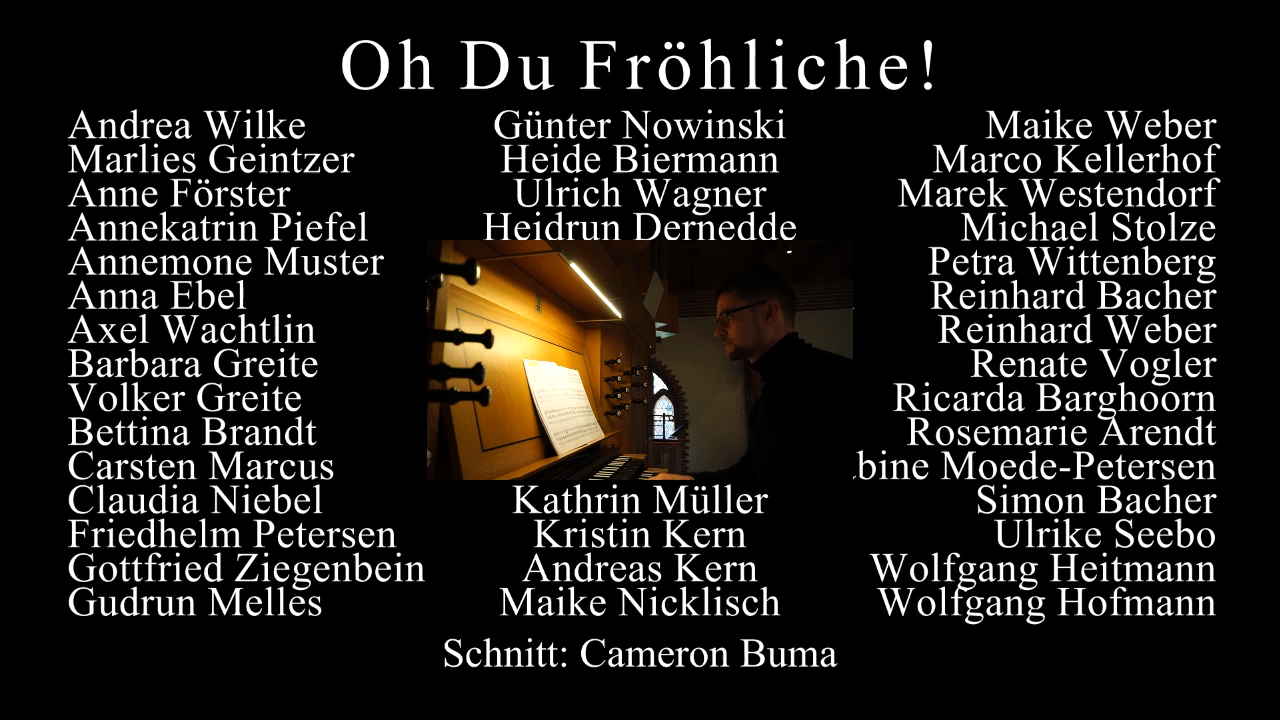 Oh Du Fröhliche!
Andrea Wilke
Marlies Geintzer
Anne Förster
Annekatrin Piefel
Annemone Muster
Anna Ebel
Axel Wachtlin
Barbara Greite
Volker Greite
Bettina Brandt
Carsten Marcus
Claudia Niebel
Friedhelm Petersen
Gottfried Ziegenbein
Gudrun Melles
Günter Nowinski
Heide Biermann
Ulrich Wagner
Heidrun Dernedde
Kathrin Müller
Kristin Kern
Andreas Kern
Maike Nicklisch
Maike Weber
Marco Kellerhof
Marek Westendorf
Michael Stolze
Petra Wittenberg
Reinhard Bacher
Reinhard Weber
Renate Vogler
Ricarda Barghoorn
Rosemarie Arendt
bine Moede-Petersen
Simon Bacher
Ulrike Seebo
Wolfgang Heitmann
Wolfgang Hofmann
Schnitt: Cameron Buma